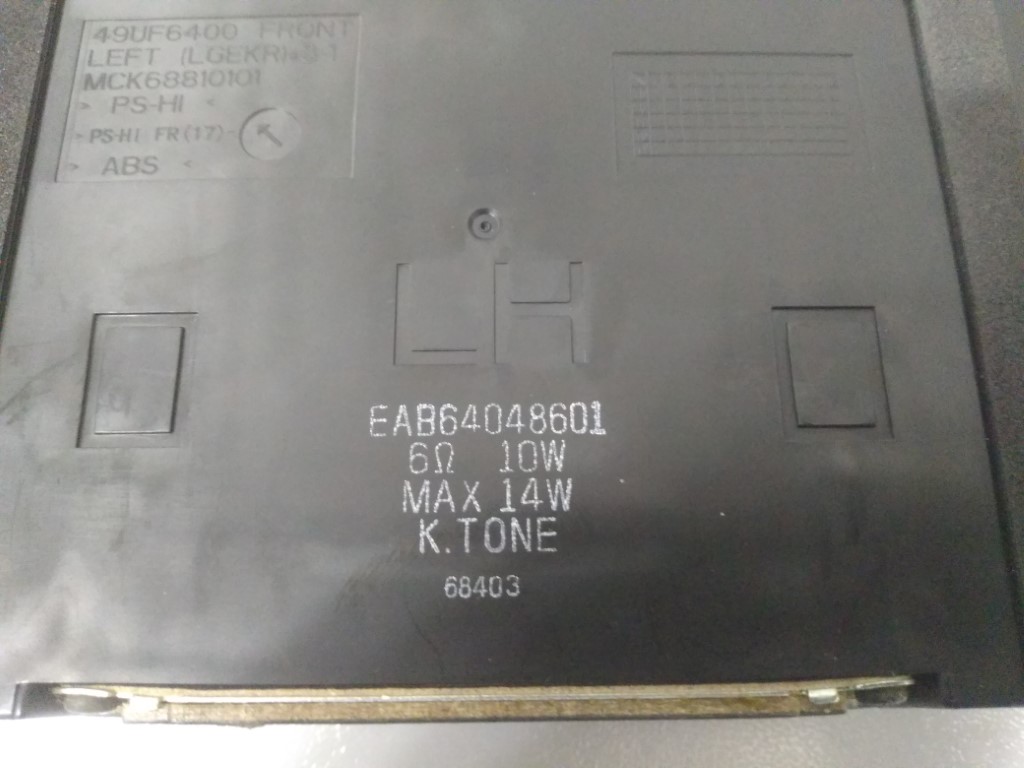 49UF6400 FRONT
LEFT (LGEKR)
MCK68810101
> PS-HI <
> PS-HI FR(17) <
> ABS <
LH
EAB64048601
6Ω 10W
MAX 14W
K.TONE
68403